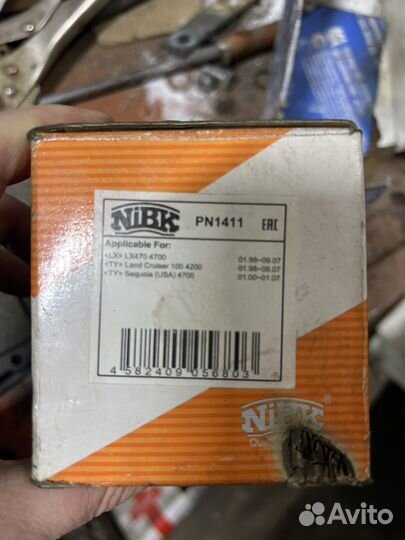 NiBK PN1411 EAC
Applicable For:
<LX> LX470 4700 01.98-09.07
<TY> Land Cruiser 100 4200 01.98-09.07
<TY> Sequoia (USA) 4700 01.00-01.07
4 582409 056803
NiBK
Avito